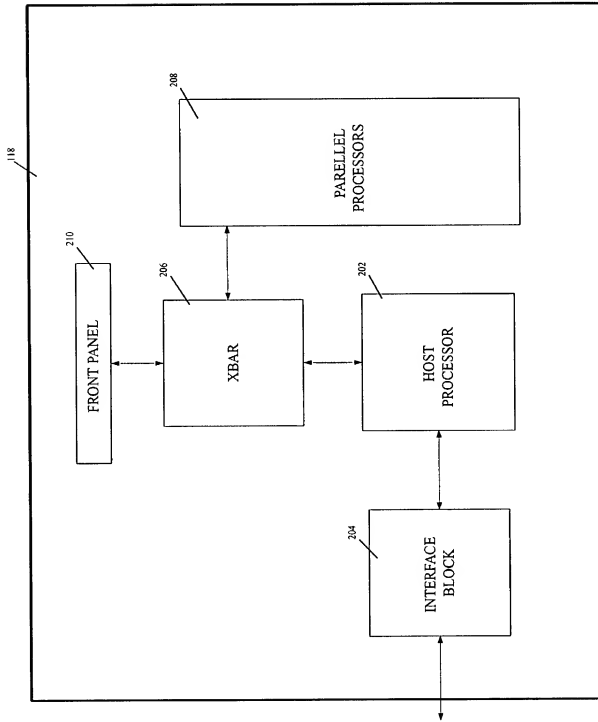 118
210
FRONT PANEL
208
PARELLEL
PROCESSORS
206
XBAR
202
HOST
PROCESSOR
204
INTERFACE
BLOCK